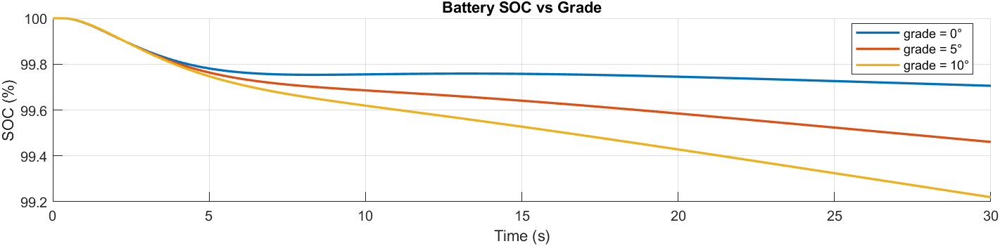 Battery SOC vs Grade
100
99.8
99.6
99.4
99.2
SOC (%)
0
5
10
15
20
25
30
Time (s)
grade = 0°
grade = 5°
grade = 10°